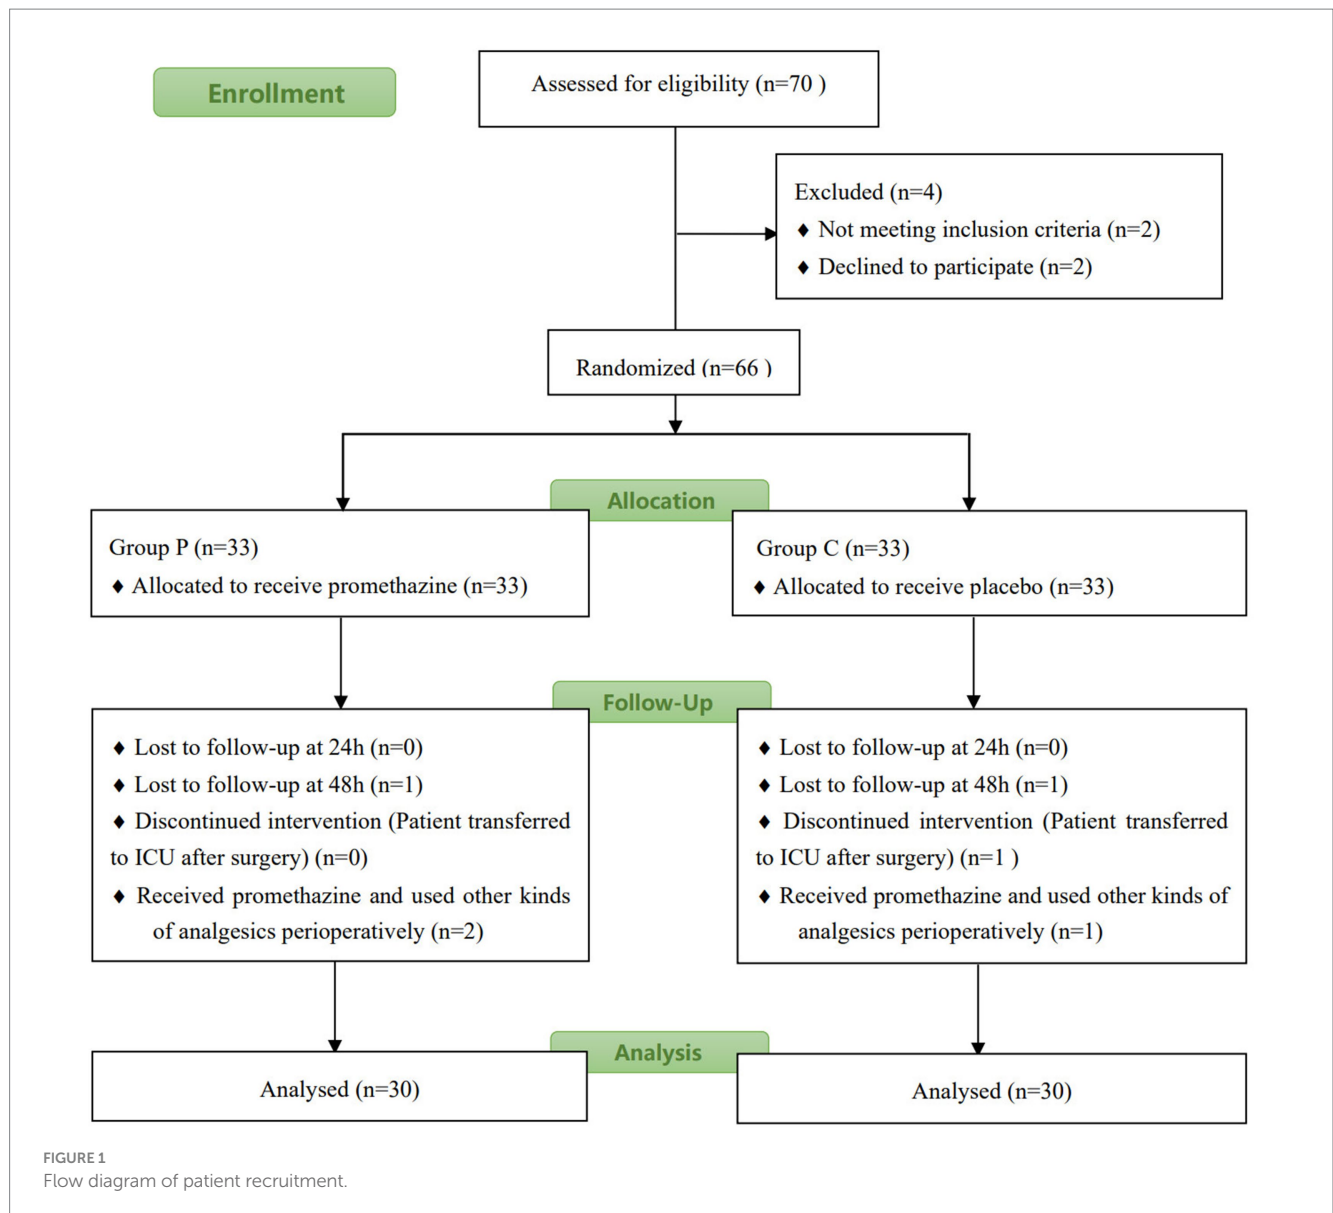 Enrollment
Assessed for eligibility (n=70 )
Excluded (n=4)
♦ Not meeting inclusion criteria (n=2)
♦ Declined to participate (n=2)
Randomized (n=66 )
Allocation
Group P (n=33)
♦ Allocated to receive promethazine (n=33)
Group C (n=33)
♦ Allocated to receive placebo (n=33)
Follow-Up
♦ Lost to follow-up at 24h (n=0)
♦ Lost to follow-up at 48h (n=1)
♦ Discontinued intervention (Patient transferred
to ICU after surgery) (n=0)
♦ Received promethazine and used other kinds
of analgesics perioperatively (n=2)
♦ Lost to follow-up at 24h (n=0)
♦ Lost to follow-up at 48h (n=1)
♦ Discontinued intervention (Patient transferred
to ICU after surgery) (n=1 )
♦ Received promethazine and used other kinds of
analgesics perioperatively (n=1)
Analysis
Analysed (n=30)
Analysed (n=30)
FIGURE 1
Flow diagram of patient recruitment.